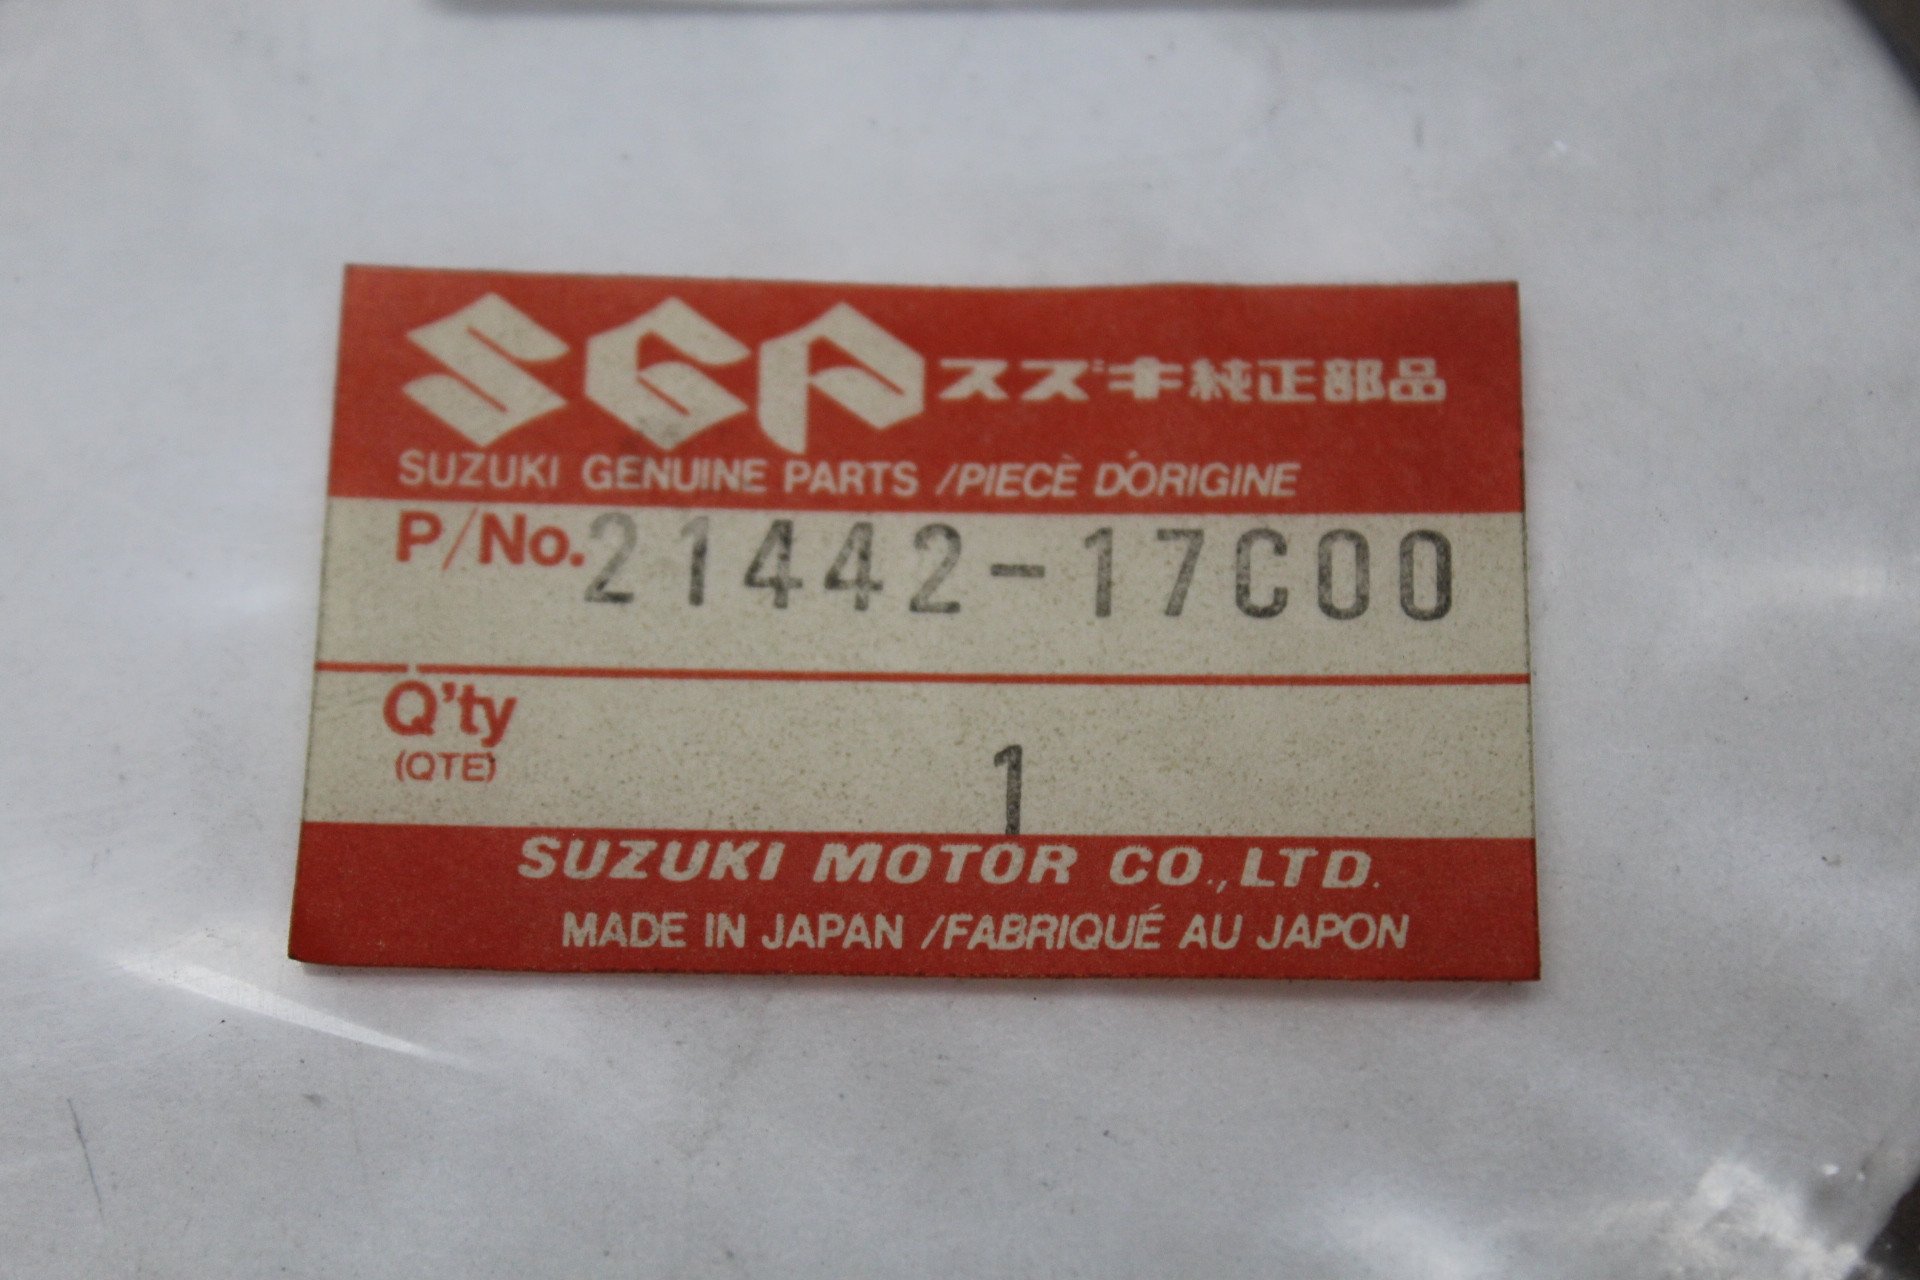 SGP スズキ純正部品
SUZUKI GENUINE PARTS /PIECÈ D'ORIGINE
P/No. 21442-17C00
Q'ty
(QTE)
1
SUZUKI MOTOR CO., LTD.
MADE IN JAPAN /FABRIQUÉ AU JAPON